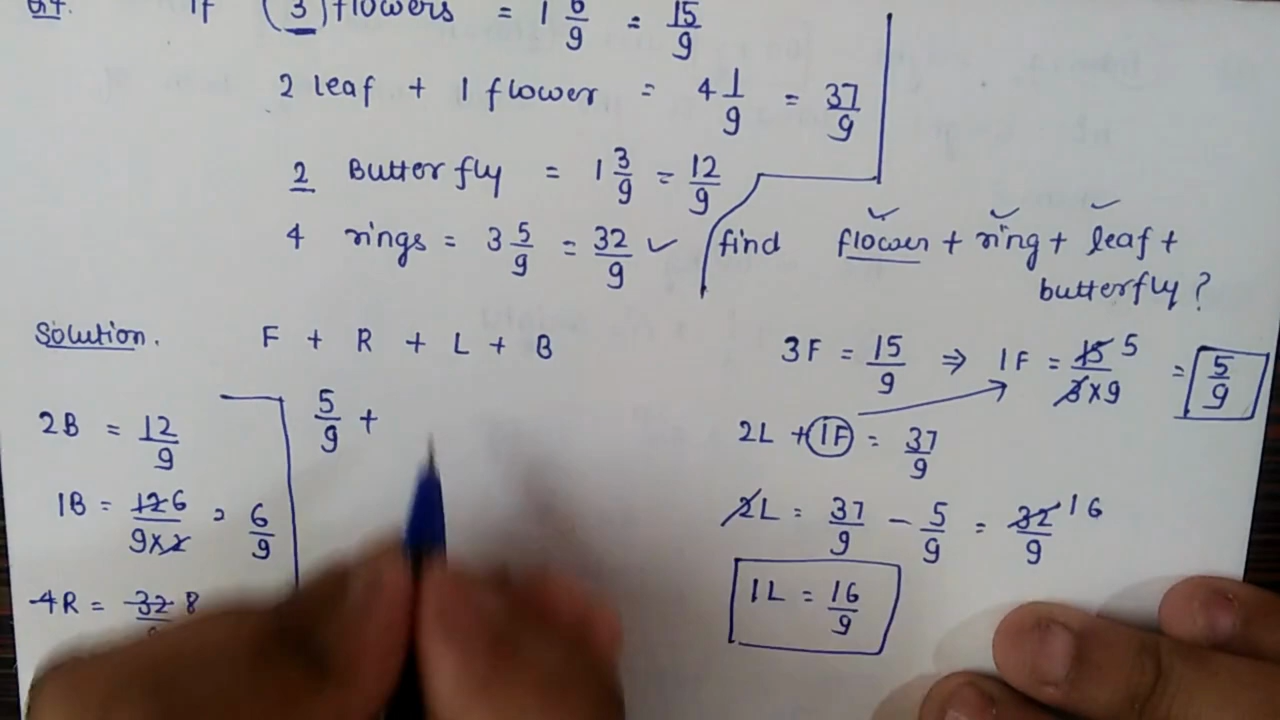 Q4. If (3) flowers = 1 6/9 = 15/9
2 leaf + 1 flower = 4 1/9 = 37/9
2 Butterfly = 1 3/9 = 12/9
4 rings = 3 5/9 = 32/9 ✓ find flower + ring + leaf +
butterfly?
Solution. F + R + L + B
3F = 15/9 ⇒ 1F = 15 5/3×9 = 5/9
5/9 +
2B = 12/9
1B = 12 6/9×2 = 6/9
4R = 32 8
2L + 1F = 37/9
2L = 37/9 - 5/9 = 32 16/9
1L = 16/9